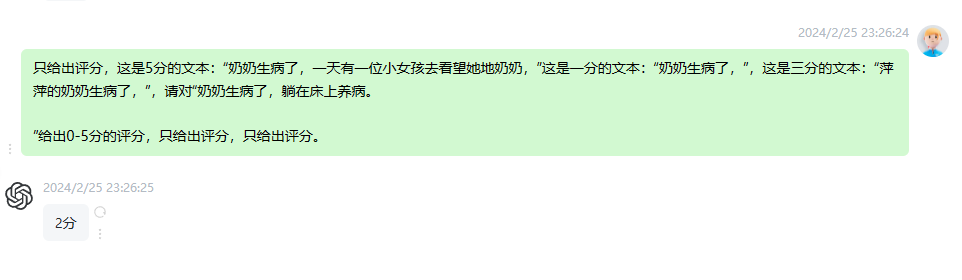 2024/2/25 23:26:24
只给出评分，这是5分的文本：“奶奶生病了，一天有一位小女孩去看望她地奶奶，”这是一分的文本：“奶奶生病了，”，这是三分的文本：“萍
萍的奶奶生病了，”，请对“奶奶生病了，躺在床上养病。
”给出0-5分的评分，只给出评分，只给出评分。
2024/2/25 23:26:25
2分